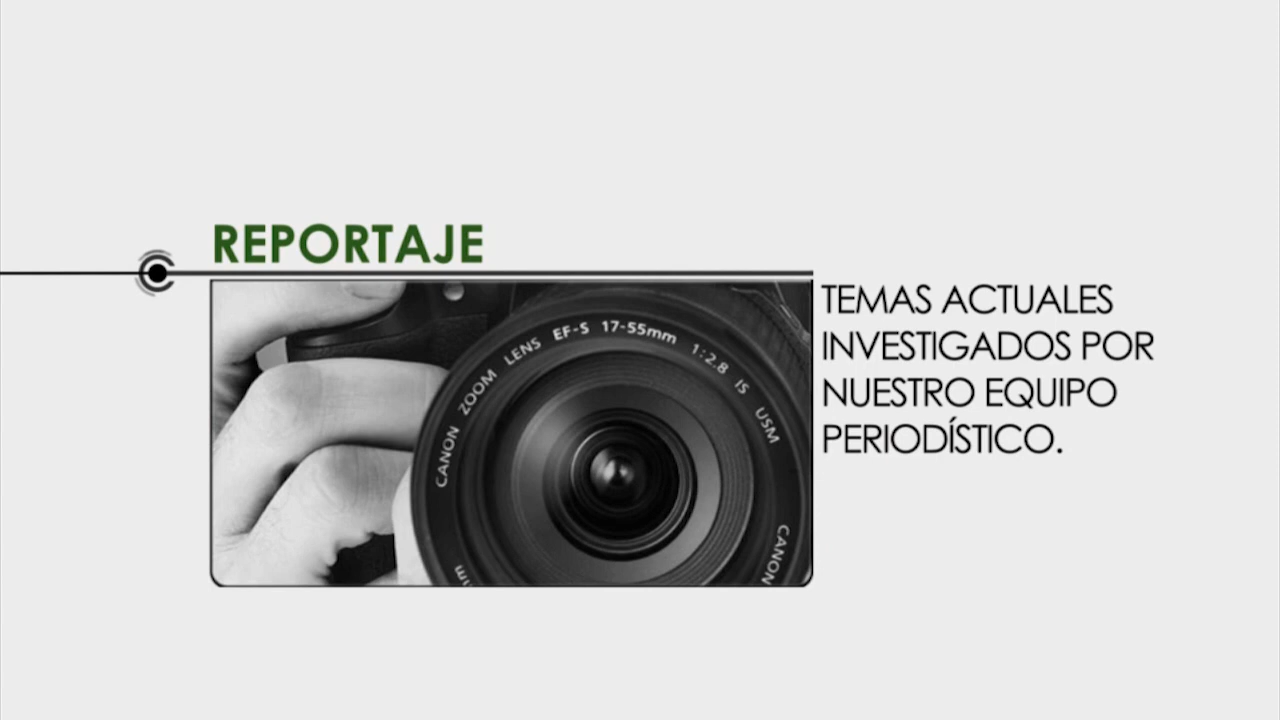 REPORTAJE
TEMAS ACTUALES
INVESTIGADOS POR
NUESTRO EQUIPO
PERIODÍSTICO.
CANON ZOOM LENS EF-S 17-55mm 1:2.8 IS USM
CANON
mm